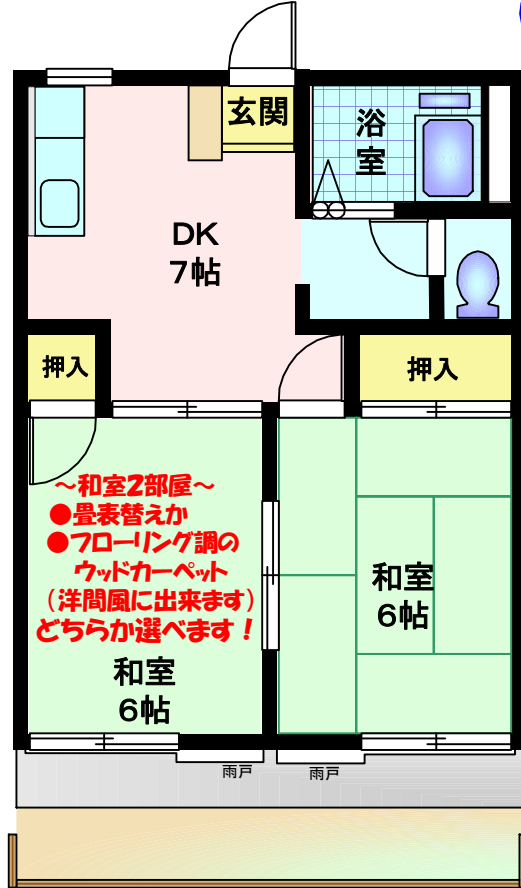 玄関
浴
室
DK
7帖
押入
押入
～和室2部屋～
●畳表替えか
●フローリング調の
ウッドカーペット
(洋間風に出来ます)
どちらか選べます！
和室
6帖
和室
6帖
雨戸
雨戸